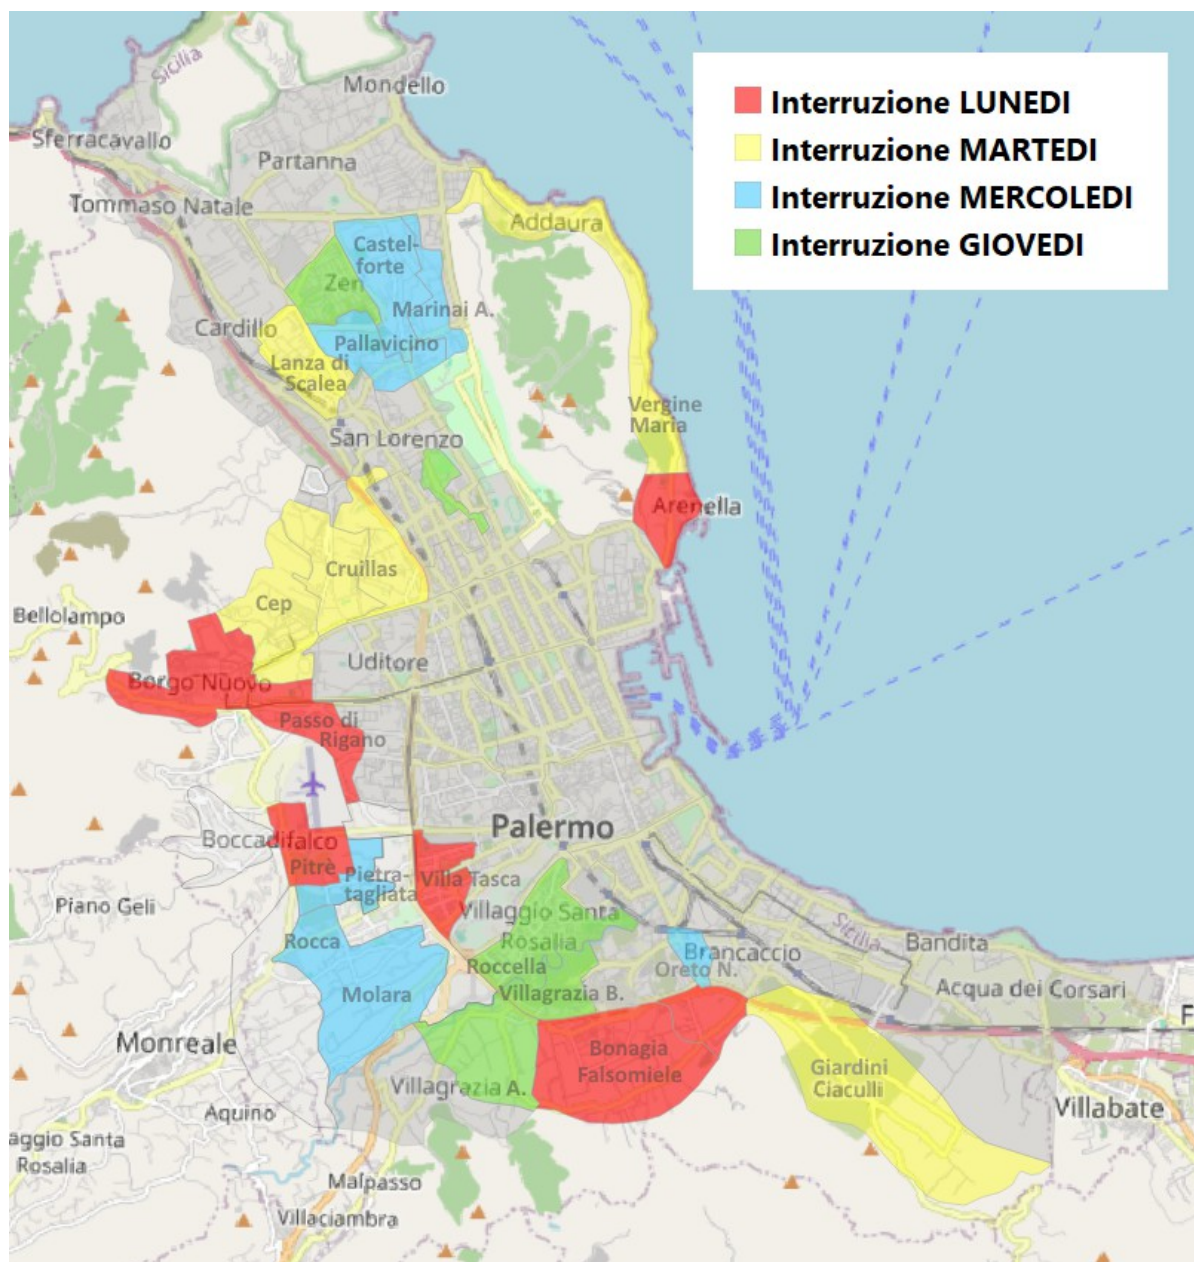 Interruzione LUNEDI
Interruzione MARTEDI
Interruzione MERCOLEDI
Interruzione GIOVEDI
Sicilia
Mondello
Sferracavallo
Partanna
Tommaso Natale
Addaura
Castel-
forte
Zen
Marinai A.
Cardillo
Pallavicino
Lanza di
Scalea
Vergine
Maria
San Lorenzo
Arenella
Cruillas
Cep
Bellolampo
Uditore
Borgo Nuovo
Passo di
Rigano
Palermo
Boccadifalco
Pitrè
Pietra-
tagliata
Villa Tasca
Piano Geli
Villaggio Santa
Rosalia
Sicilia
Rocca
Roccella
Brancaccio
Bandita
Oreto N.
Molara
Villagrazia B.
Acqua dei Corsari
F
Monreale
Bonagia
Falsomiele
Giardini
Ciaculli
Villagrazia A.
Aquino
Villabate
aggio Santa
Rosalia
Malpasso
Villaciambra